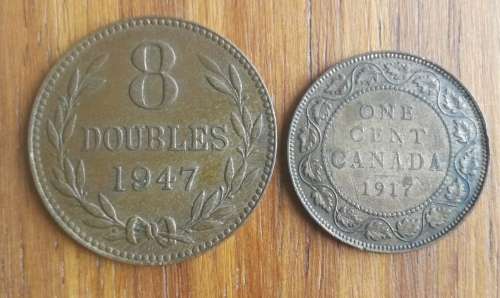 8
DOUBLES
1947
ONE
CENT
CANADA
1917